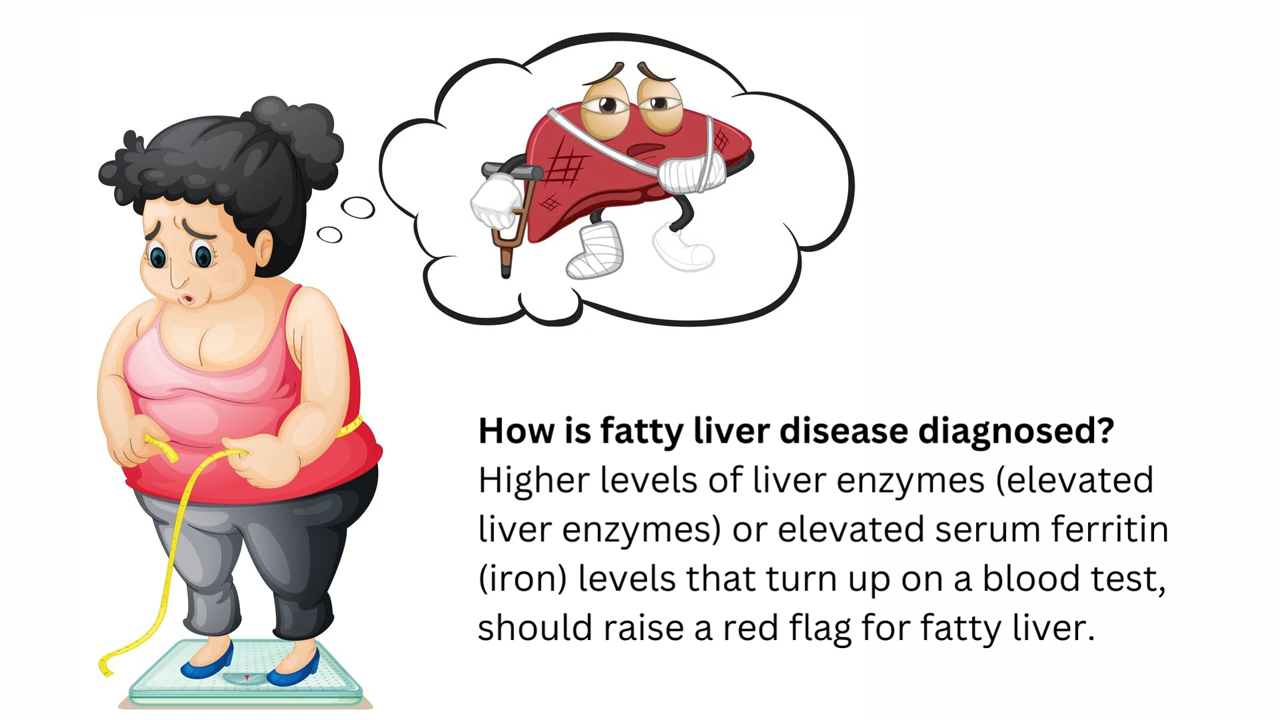 How is fatty liver disease diagnosed?
Higher levels of liver enzymes (elevated
liver enzymes) or elevated serum ferritin
(iron) levels that turn up on a blood test,
should raise a red flag for fatty liver.